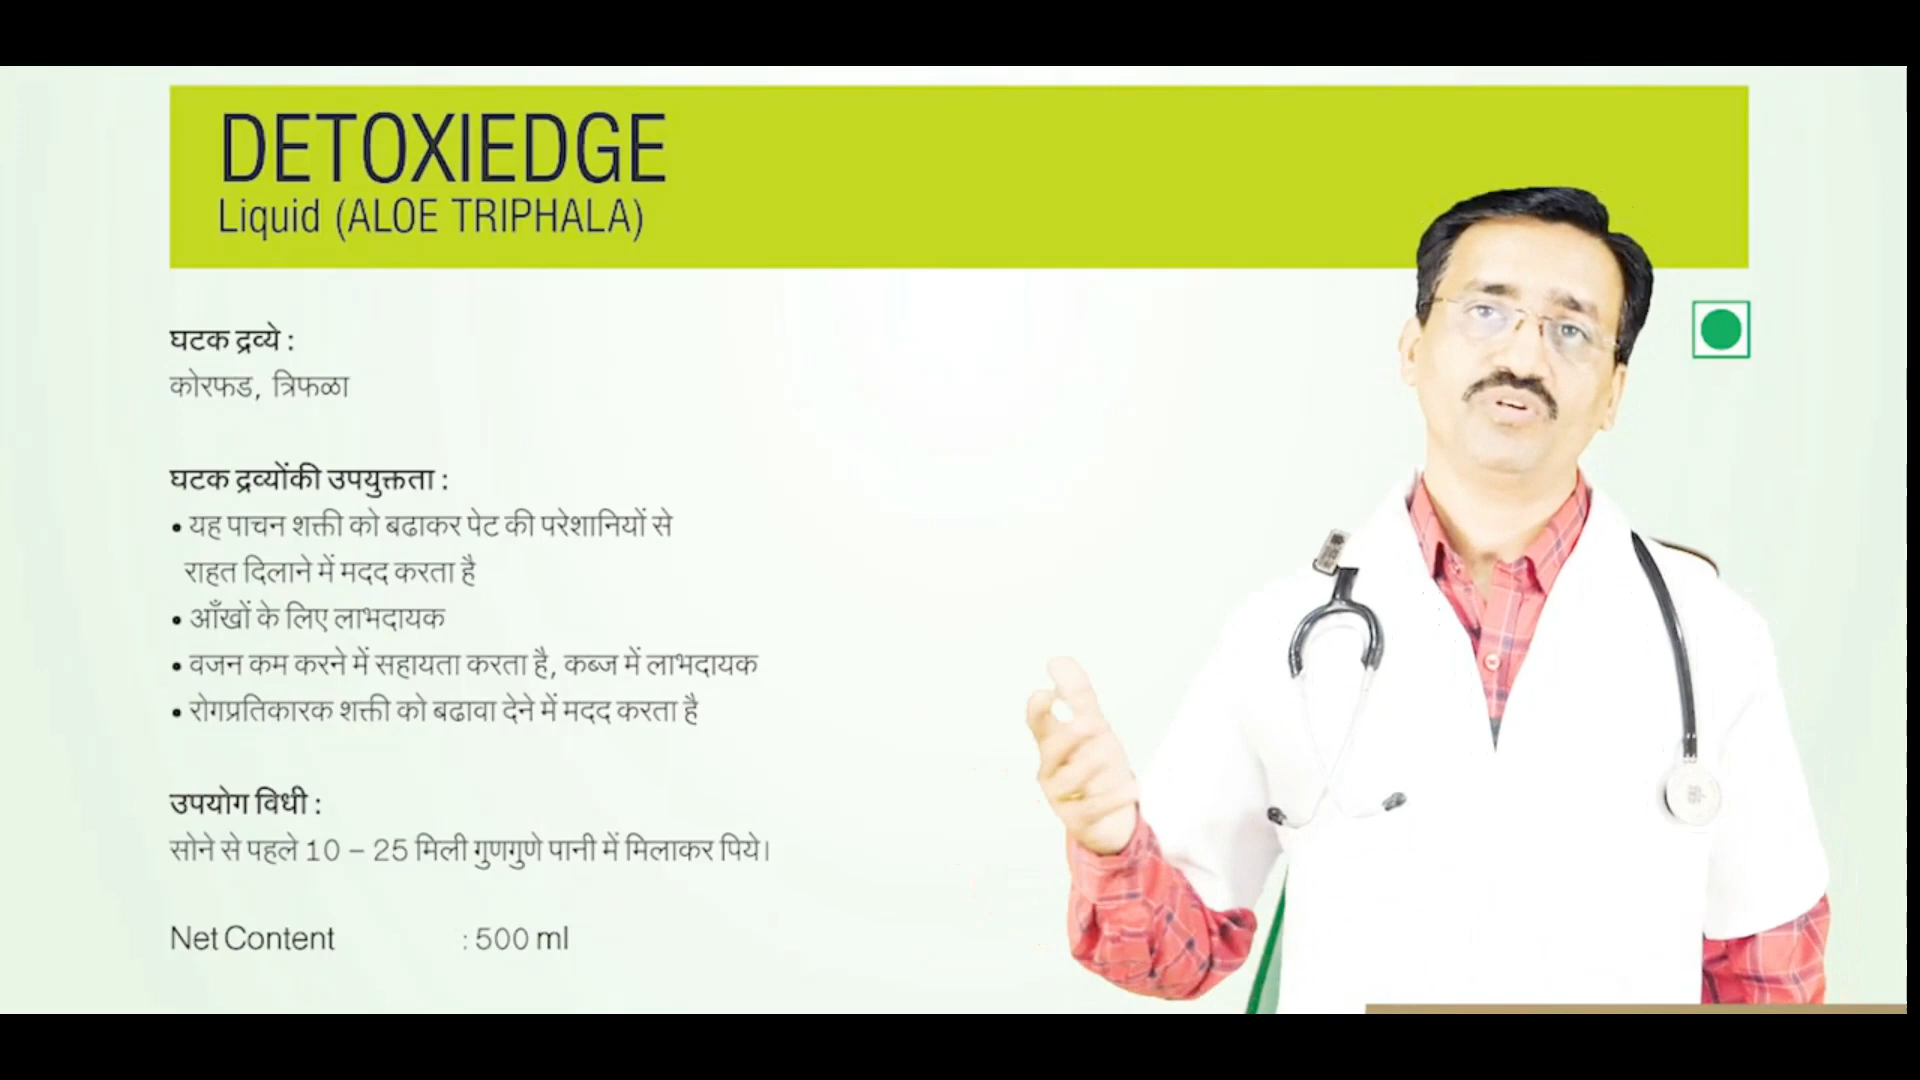 DETOXIEDGE
Liquid (ALOE TRIPHALA)
घटक द्रव्ये :
कोरफड, त्रिफळा
घटक द्रव्योंकी उपयुक्तता :
• यह पाचन शक्ती को बढाकर पेट की परेशानियों से
राहत दिलाने में मदद करता है
• आँखों के लिए लाभदायक
• वजन कम करने में सहायता करता है, कब्ज में लाभदायक
• रोगप्रतिकारक शक्ती को बढावा देने में मदद करता है
उपयोग विधी :
सोने से पहले 10 – 25 मिली गुणगुणे पानी में मिलाकर पिये।
Net Content : 500 ml